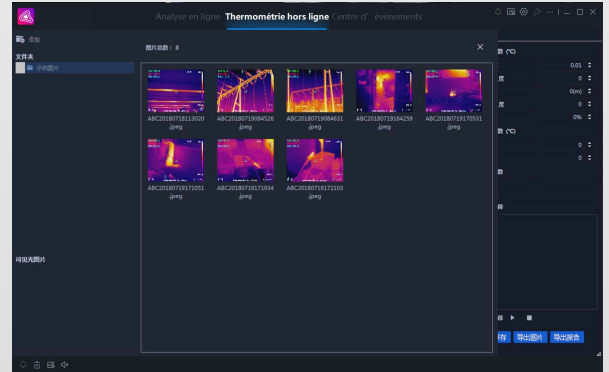 Analyse en ligne Thermométrie hors ligne Centre d' événements
添加
文件夹
示例图片
图片总数： 8
ABC20180718113020
.jpeg
ABC20180719084526
.jpeg
ABC20180719084631
.jpeg
ABC20180719164259
.jpeg
ABC20180719170531
.jpeg
ABC20180719171051
.jpeg
ABC20180719171934
.jpeg
ABC20180719172103
.jpeg
可见光图片
数 (℃)
0.01
度
0
0(m)
度
0
0%
数 (℃)
0
0
数
导出图片
导出报告